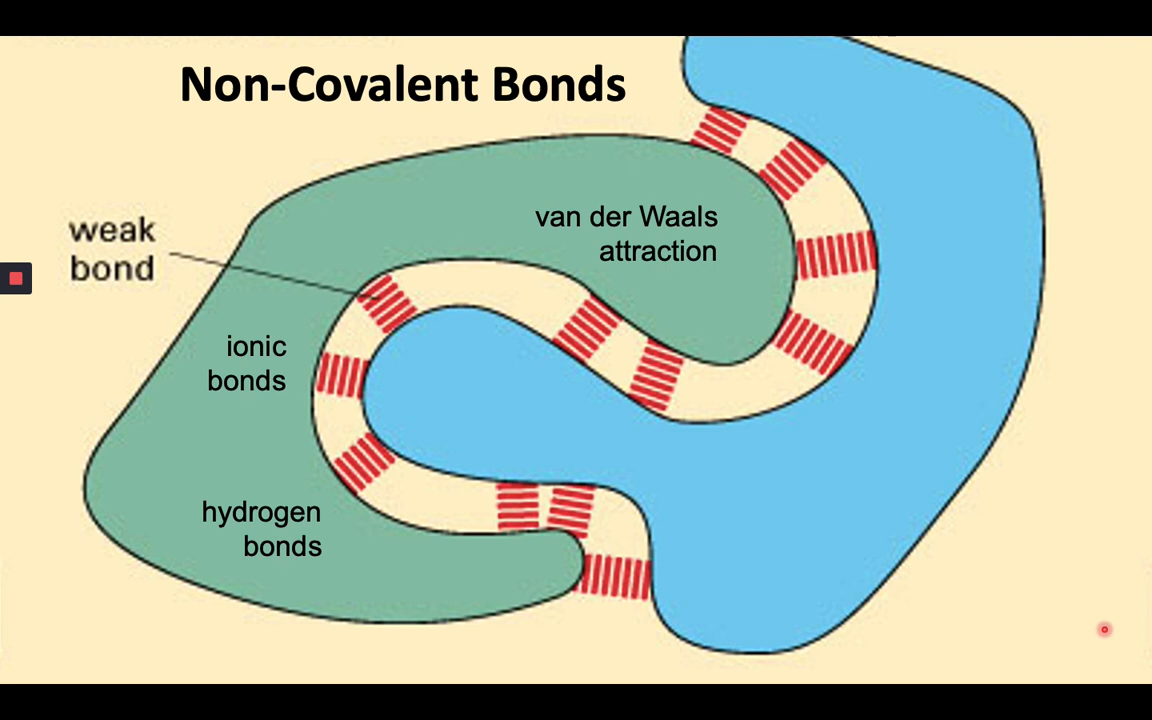 Non-Covalent Bonds
weak
bond
van der Waals
attraction
ionic
bonds
hydrogen
bonds